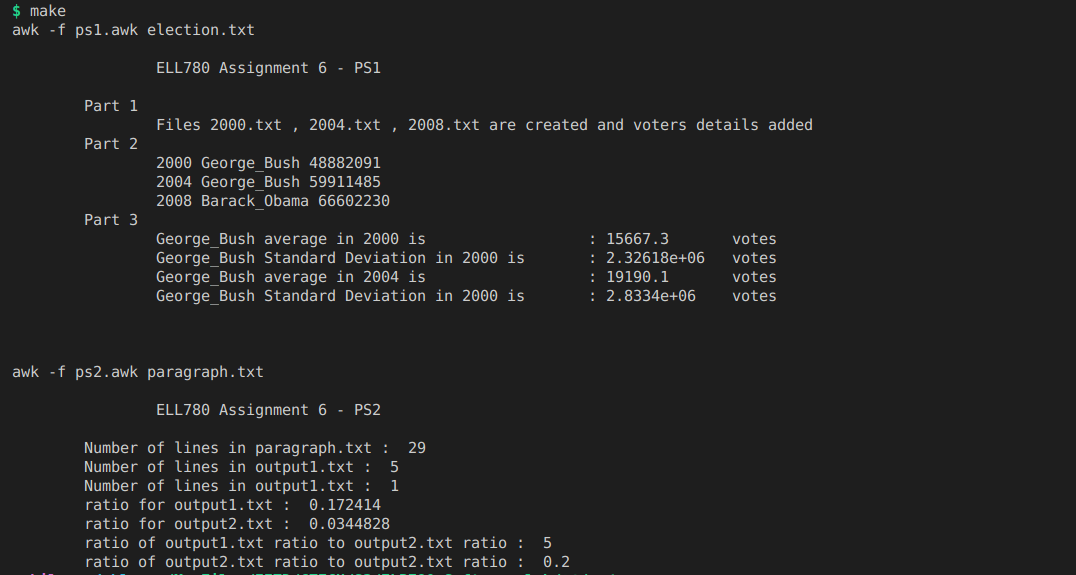 $ make
awk -f ps1.awk election.txt
ELL780 Assignment 6 - PS1
Part 1
Files 2000.txt , 2004.txt , 2008.txt are created and voters details added
Part 2
2000 George_Bush 48882091
2004 George_Bush 59911485
2008 Barack_Obama 66602230
Part 3
George_Bush average in 2000 is : 15667.3 votes
George_Bush Standard Deviation in 2000 is : 2.32618e+06 votes
George_Bush average in 2004 is : 19190.1 votes
George_Bush Standard Deviation in 2000 is : 2.8334e+06 votes
awk -f ps2.awk paragraph.txt
ELL780 Assignment 6 - PS2
Number of lines in paragraph.txt : 29
Number of lines in output1.txt : 5
Number of lines in output1.txt : 1
ratio for output1.txt : 0.172414
ratio for output2.txt : 0.0344828
ratio of output1.txt ratio to output2.txt ratio : 5
ratio of output2.txt ratio to output2.txt ratio : 0.2